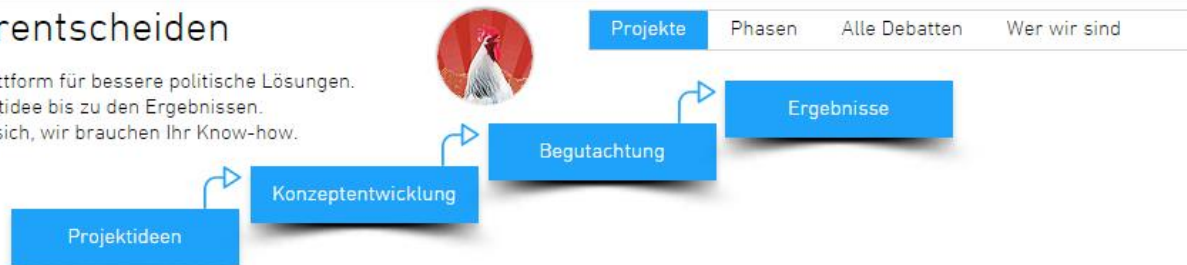 rentscheiden
Projekte Phasen Alle Debatten Wer wir sind
ttform für bessere politische Lösungen.
tidee bis zu den Ergebnissen.
sich, wir brauchen Ihr Know-how.
Projektideen
Konzeptentwicklung
Begutachtung
Ergebnisse